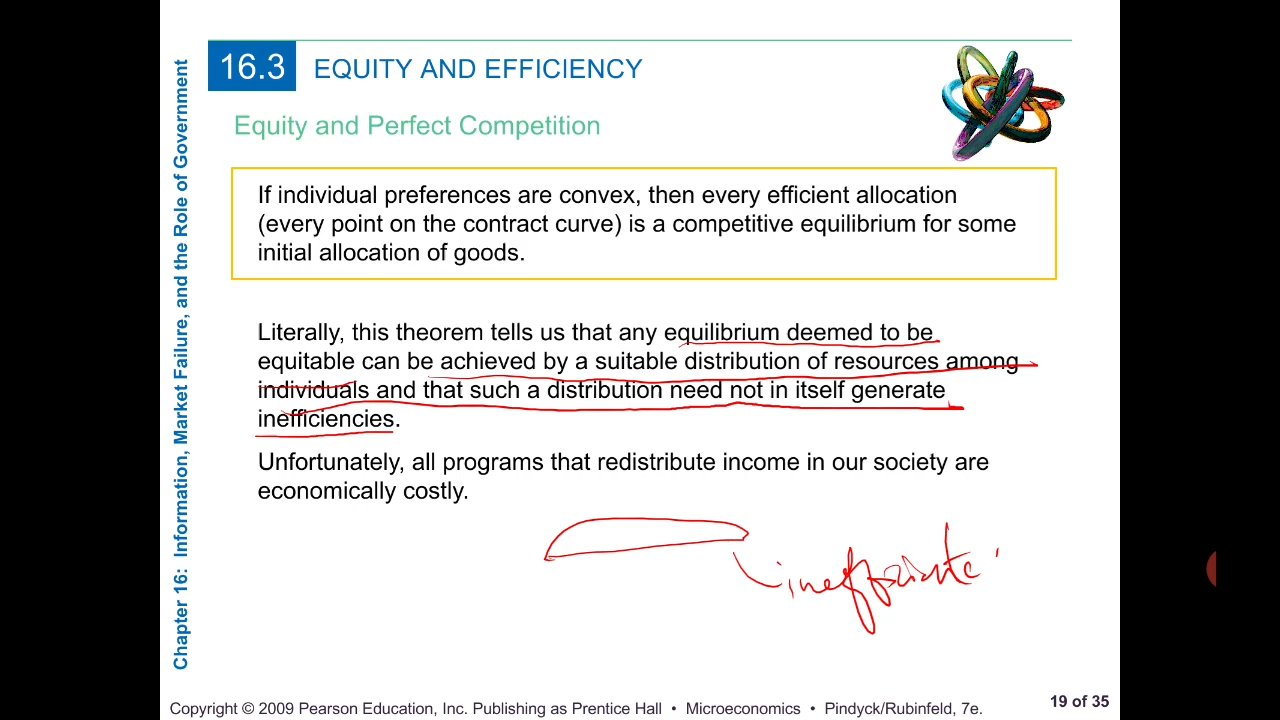 16.3 EQUITY AND EFFICIENCY
Equity and Perfect Competition
If individual preferences are convex, then every efficient allocation
(every point on the contract curve) is a competitive equilibrium for some
initial allocation of goods.
Literally, this theorem tells us that any equilibrium deemed to be
equitable can be achieved by a suitable distribution of resources among
individuals and that such a distribution need not in itself generate
inefficiencies.
Unfortunately, all programs that redistribute income in our society are
economically costly.
Chapter 16: Information, Market Failure, and the Role of Government
19 of 35
Copyright © 2009 Pearson Education, Inc. Publishing as Prentice Hall • Microeconomics • Pindyck/Rubinfeld, 7e.